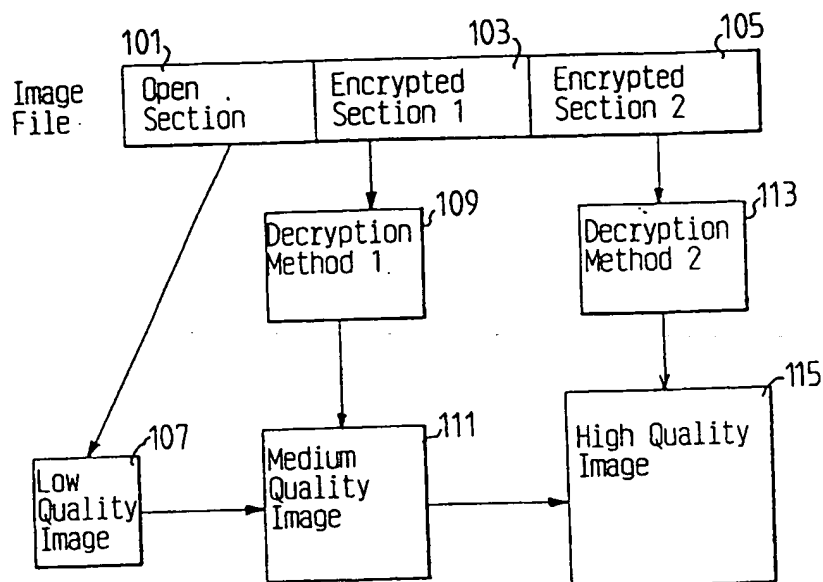 101
103
105
Image
File
Open
Section
Encrypted
Section 1
Encrypted
Section 2
109
113
Decryption
Method 1
Decryption
Method 2
107
111
115
Low
Quality
Image
Medium
Quality
Image
High Quality
Image